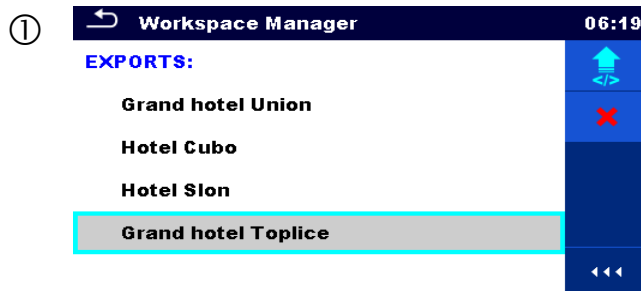 ①
Workspace Manager 06:19
EXPORTS:
</>
Grand hotel Union
Hotel Cubo
Hotel Slon
Grand hotel Toplice